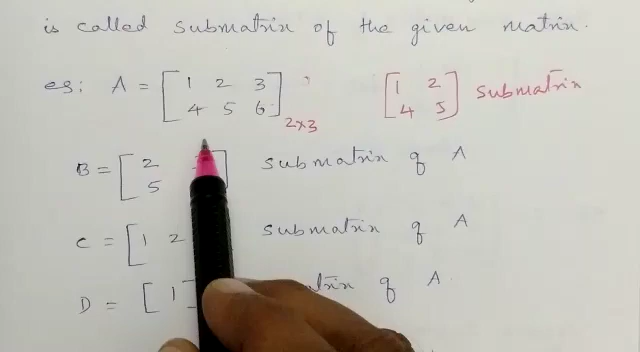 is called submatrix of the given matrix.
eg: A = [ 1 2 3 4 5 6 ] 2x3 , [ 1 2 4 5 ] submatrix
B = [ 2 5 ] submatrix of A
C = [ 1 2 submatrix of A
D = [ 1 ] of A